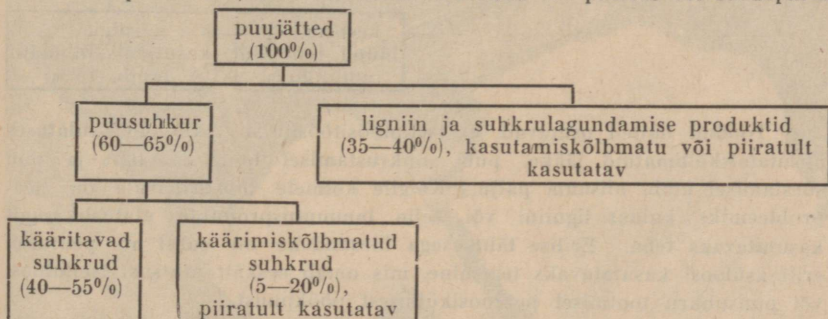 puujätted
(100%)
puusuhkur
(60—65%)
ligniin ja suhkrulagundamise produktid
(35—40%), kasutamiskõlbmatu või piiratult
kasutatav
kääritavad
suhkrud
(40—55%)
käärimiskõlbmatud
suhkrud
(5—20%),
piiratult kasutatav